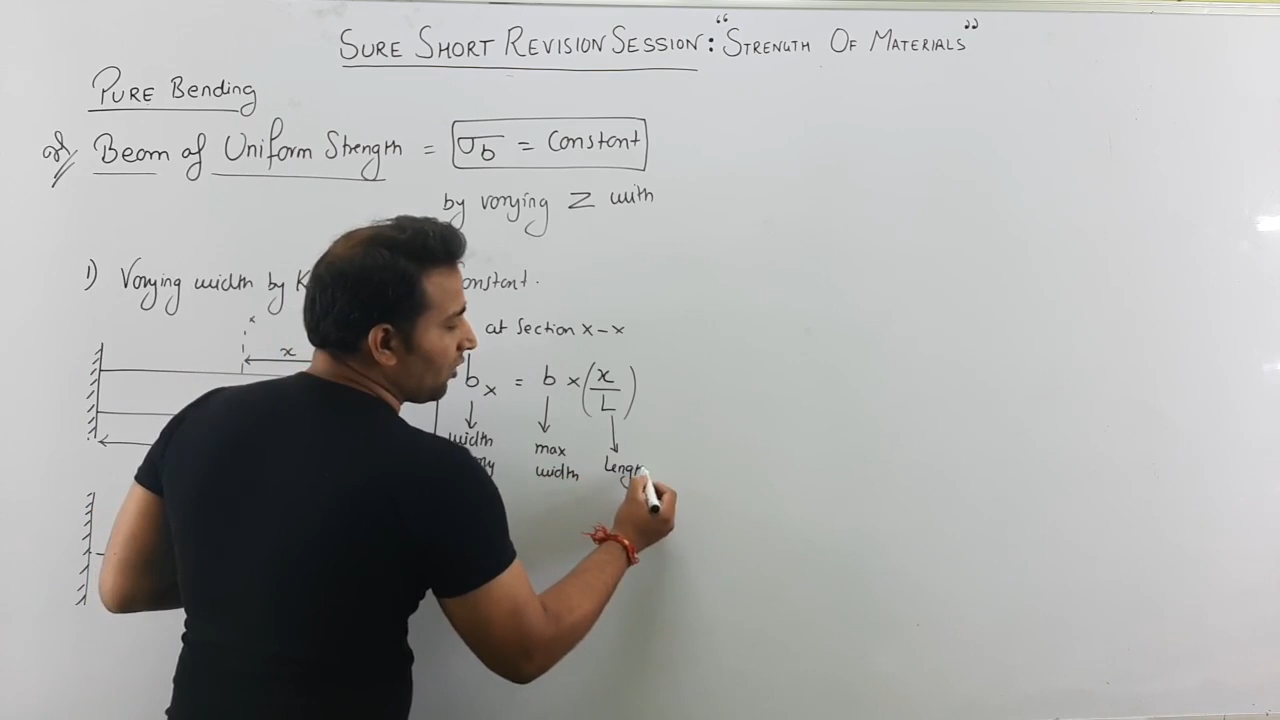 SURE SHORT REVISION SESSION: "STRENGTH OF MATERIALS"
PURE Bending
Beam of Uniform Strength = σb = Constant
by varying Z with
1) Varying width by onstant.
x
x
at Section x-x
bx = b × (x/L)
width max Lengt
width